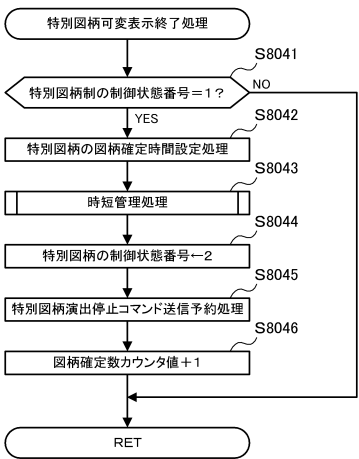 特別図柄可変表示終了処理
S8041
特別図柄制の制御状態番号＝1？
NO
YES
S8042
特別図柄の図柄確定時間設定処理
S8043
時短管理処理
S8044
特別図柄の制御状態番号←2
S8045
特別図柄演出停止コマンド送信予約処理
S8046
図柄確定数カウンタ値＋1
RET